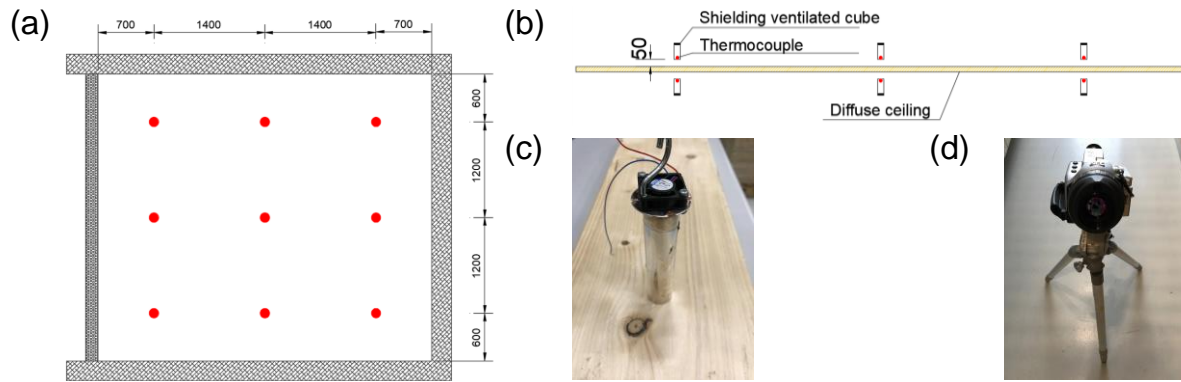 (a)
700
1400
1400
700
600
1200
1200
600
(b)
Shielding ventilated cube
50
Thermocouple
Diffuse ceiling
(c)
(d)